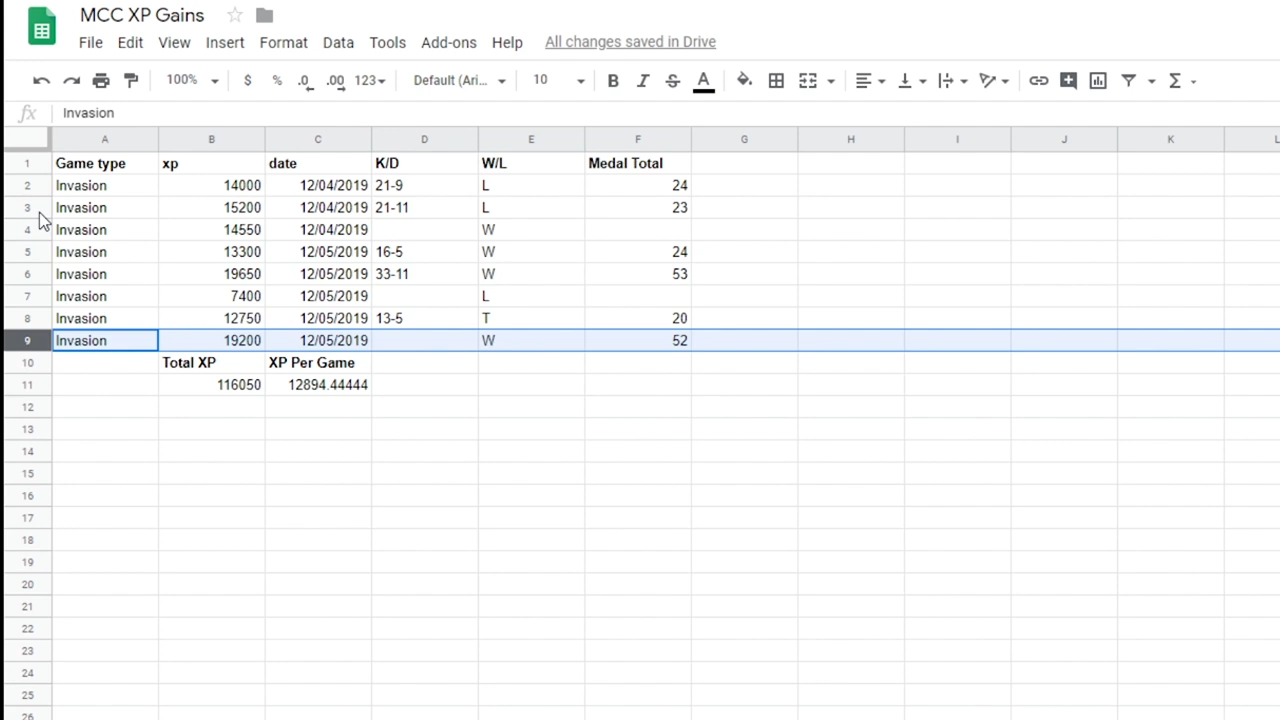 MCC XP Gains
File Edit View Insert Format Data Tools Add-ons Help All changes saved in Drive
100% $ % .0 .00 123 Default (Ari... 10 B I S A Σ
fx Invasion
A B C D E F G H I J K L
1 Game type xp date K/D W/L Medal Total
2 Invasion 14000 12/04/2019 21-9 L 24
3 Invasion 15200 12/04/2019 21-11 L 23
4 Invasion 14550 12/04/2019 W
5 Invasion 13300 12/05/2019 16-5 W 24
6 Invasion 19650 12/05/2019 33-11 W 53
7 Invasion 7400 12/05/2019 L
8 Invasion 12750 12/05/2019 13-5 T 20
9 Invasion 19200 12/05/2019 W 52
10 Total XP XP Per Game
11 116050 12894.44444
12
13
14
15
16
17
18
19
20
21
22
23
24
25
26